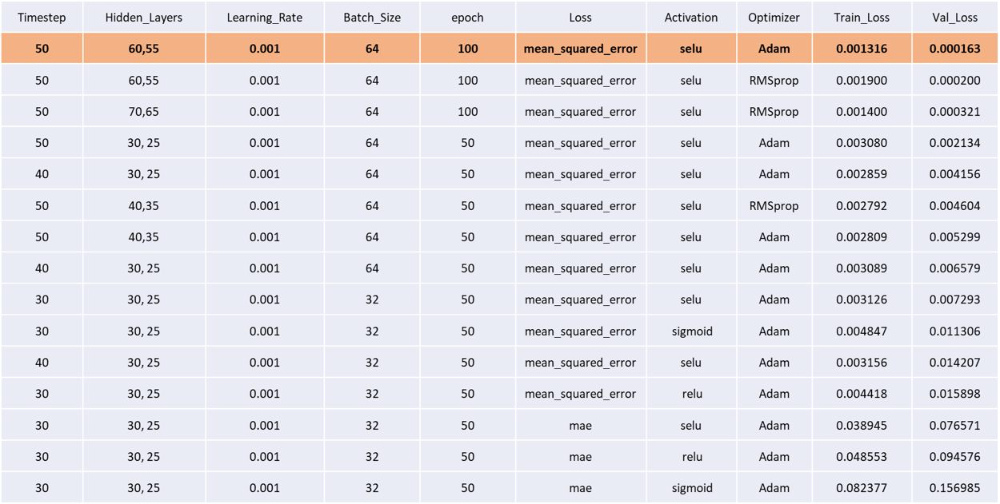 Timestep Hidden_Layers Learning_Rate Batch_Size epoch Loss Activation Optimizer Train_Loss Val_Loss
50 60,55 0.001 64 100 mean_squared_error selu Adam 0.001316 0.000163
50 60,55 0.001 64 100 mean_squared_error selu RMSprop 0.001900 0.000200
50 70,65 0.001 64 100 mean_squared_error selu RMSprop 0.001400 0.000321
50 30, 25 0.001 64 50 mean_squared_error selu Adam 0.003080 0.002134
40 30, 25 0.001 64 50 mean_squared_error selu Adam 0.002859 0.004156
50 40,35 0.001 64 50 mean_squared_error selu RMSprop 0.002792 0.004604
50 40,35 0.001 64 50 mean_squared_error selu Adam 0.002809 0.005299
40 30, 25 0.001 64 50 mean_squared_error selu Adam 0.003089 0.006579
30 30, 25 0.001 32 50 mean_squared_error selu Adam 0.003126 0.007293
30 30, 25 0.001 32 50 mean_squared_error sigmoid Adam 0.004847 0.011306
40 30, 25 0.001 32 50 mean_squared_error selu Adam 0.003156 0.014207
30 30, 25 0.001 32 50 mean_squared_error relu Adam 0.004418 0.015898
30 30, 25 0.001 32 50 mae selu Adam 0.038945 0.076571
30 30, 25 0.001 32 50 mae relu Adam 0.048553 0.094576
30 30, 25 0.001 32 50 mae sigmoid Adam 0.082377 0.156985